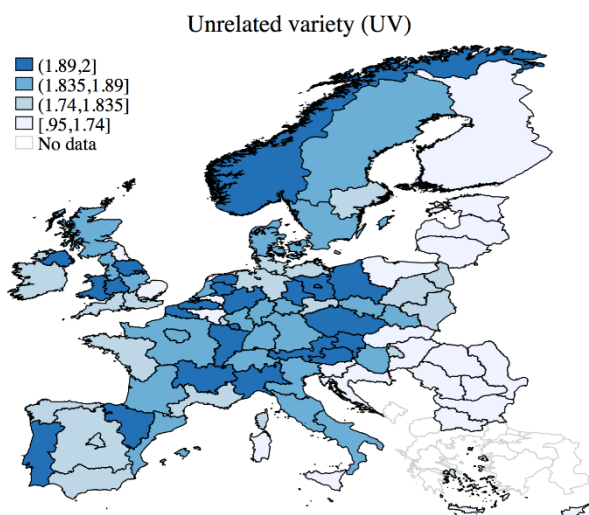 Unrelated variety (UV)
(1.89,2]
(1.835,1.89]
(1.74,1.835]
[.95,1.74]
No data